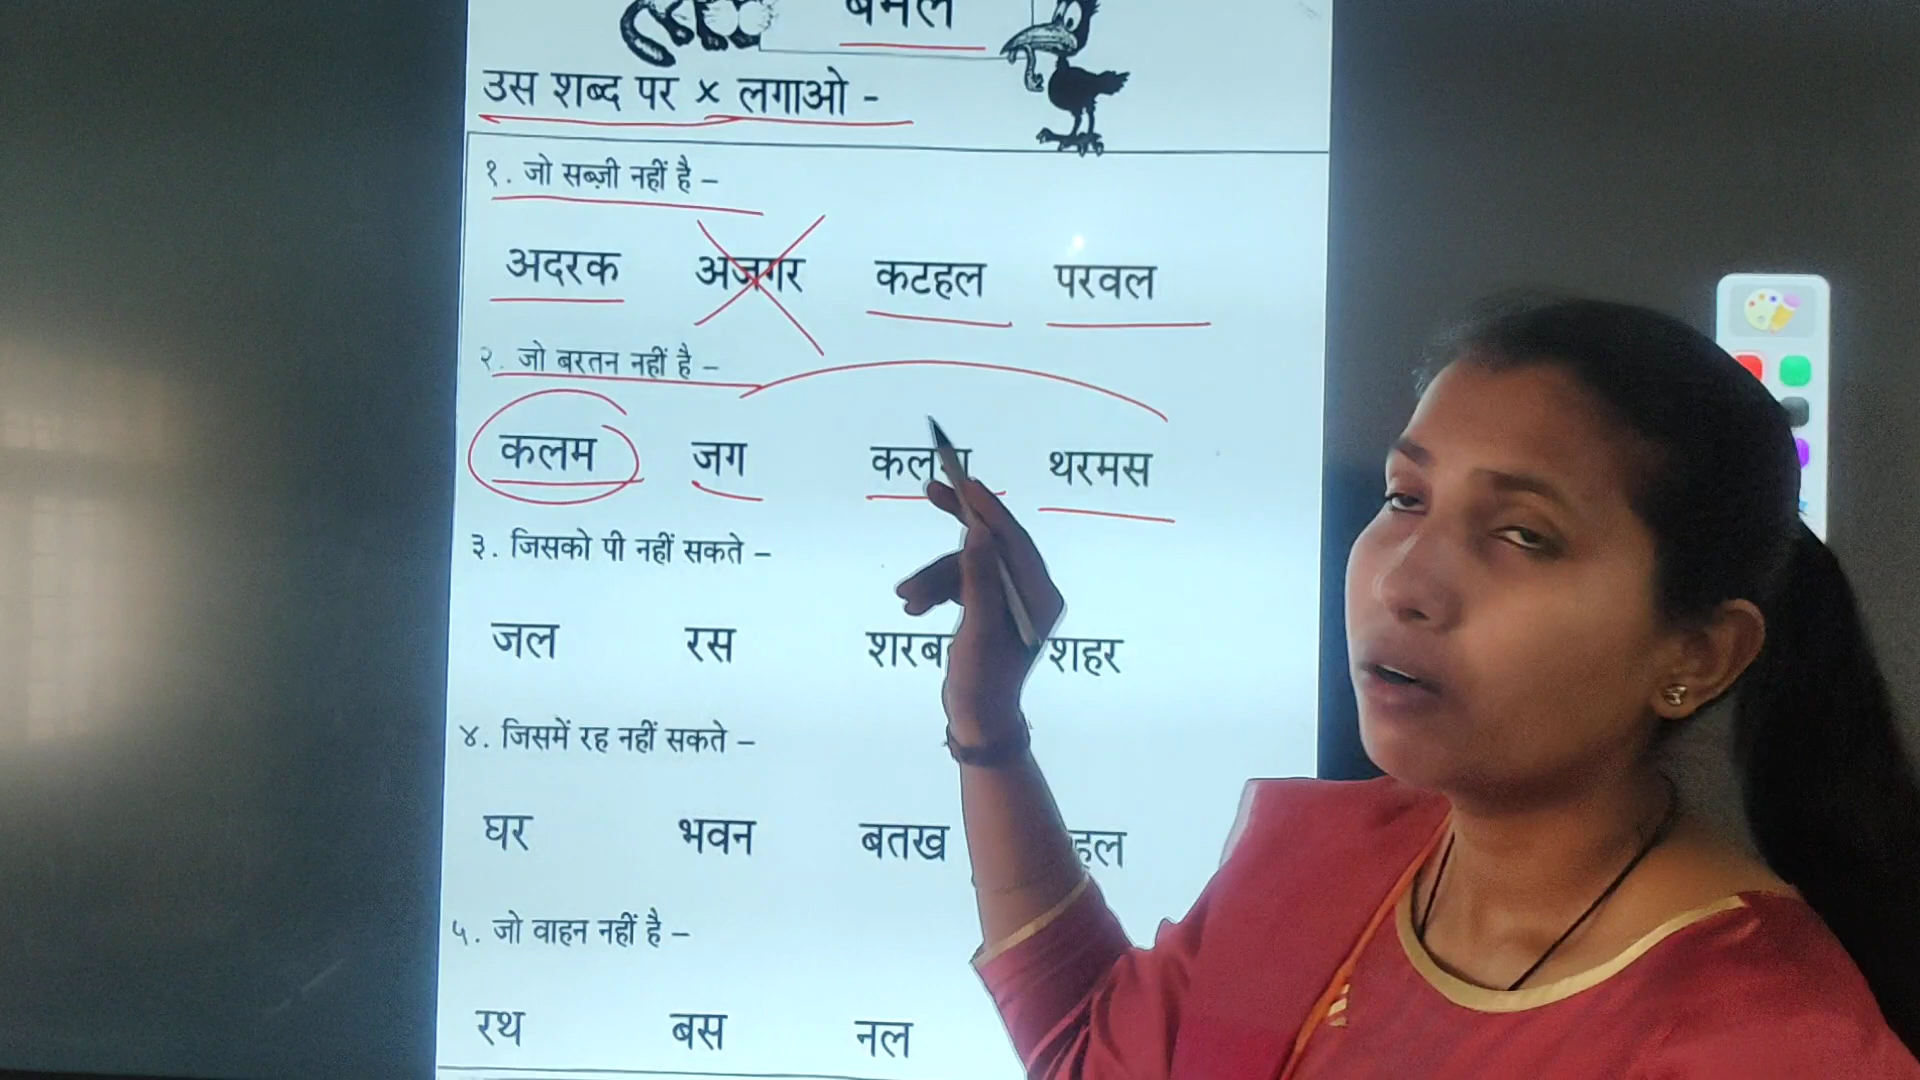 बेमेल
उस शब्द पर × लगाओ -
१. जो सब्ज़ी नहीं है –
अदरक अजगर कटहल परवल
२. जो बरतन नहीं है –
कलम जग थरमस
३. जिसको पी नहीं सकते –
जल रस शहर
४. जिसमें रह नहीं सकते –
घर भवन बतख
५. जो वाहन नहीं है –
रथ बस नल